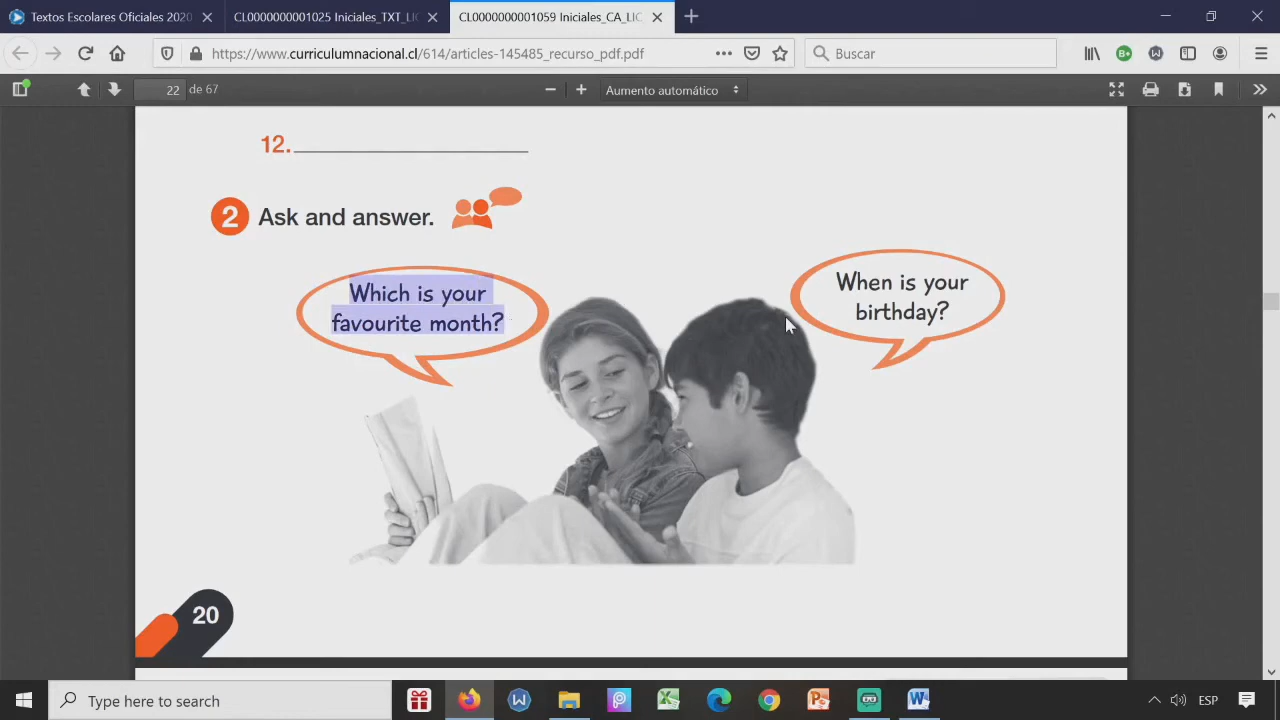 Textos Escolares Oficiales 2020
CL0000000001025 Iniciales_TXT_LIC
CL0000000001059 Iniciales_CA_LIC
https://www.curriculumnacional.cl/614/articles-145485_recurso_pdf.pdf
Buscar
22 de 67
Aumento automático
12.
2 Ask and answer.
Which is your
favourite month?
When is your
birthday?
20
Type here to search
ESP